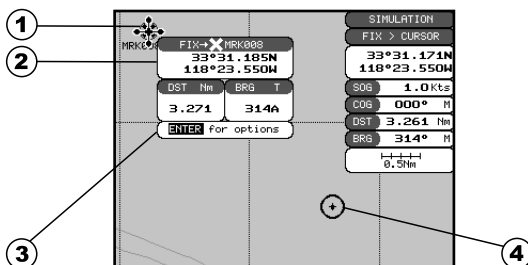 1
MRK008
FIX→ MRK008
33°31.185N
118°23.550W
2
DST Nm BRG T
3.271 314A
ENTER for options
3
SIMULATION
FIX > CURSOR
33°31.171N
118°23.550W
SOG 1.0Kts
COG 000° M
DST 3.261 Nm
BRG 314° M
0.5Nm
4